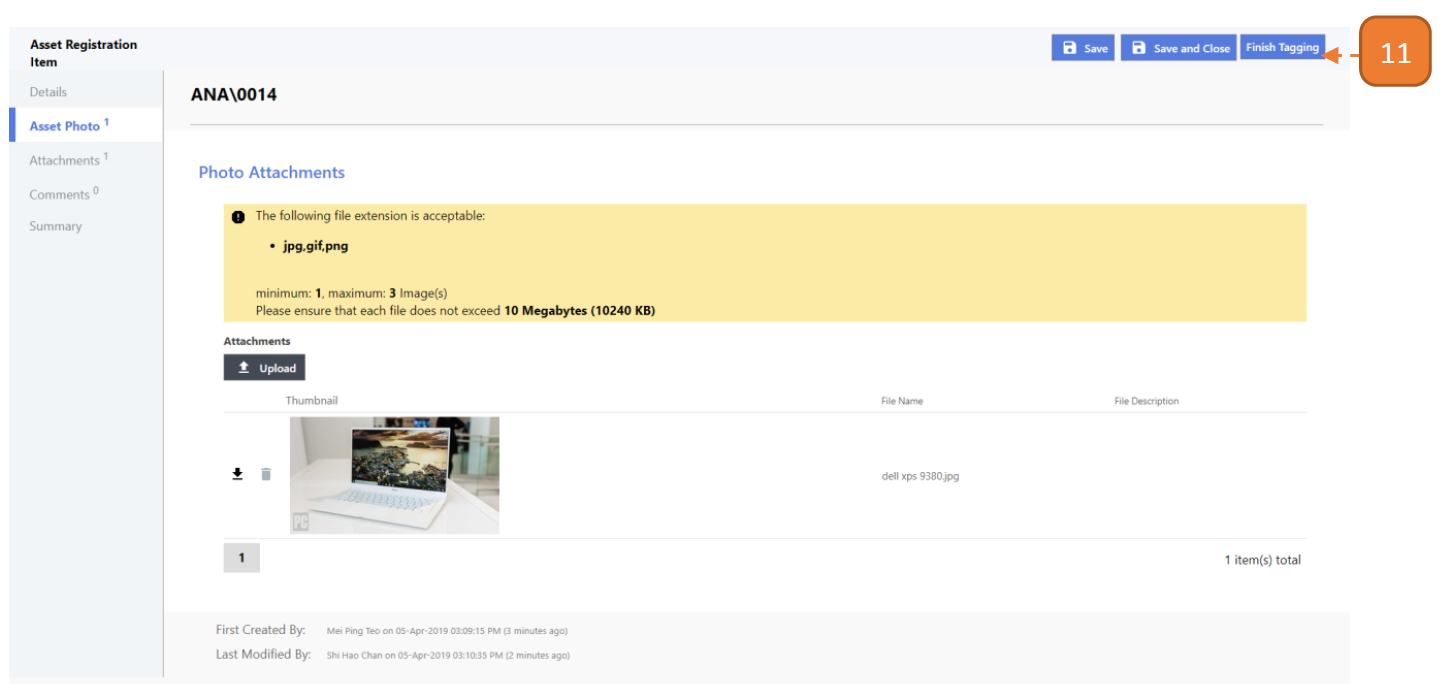 Asset Registration
Item
Save
Save and Close
Finish Tagging
11
Details
Asset Photo 1
Attachments 1
Comments 0
Summary
ANA\0014
Photo Attachments
The following file extension is acceptable:
• jpg,gif,png
minimum: 1, maximum: 3 Image(s)
Please ensure that each file does not exceed 10 Megabytes (10240 KB)
Attachments
Upload
Thumbnail File Name File Description
PC
dell xps 9380.jpg
1
1 item(s) total
First Created By: Mei Ping Teo on 05-Apr-2019 03:09:15 PM (3 minutes ago)
Last Modified By: Shi Hao Chan on 05-Apr-2019 03:10:35 PM (2 minutes ago)